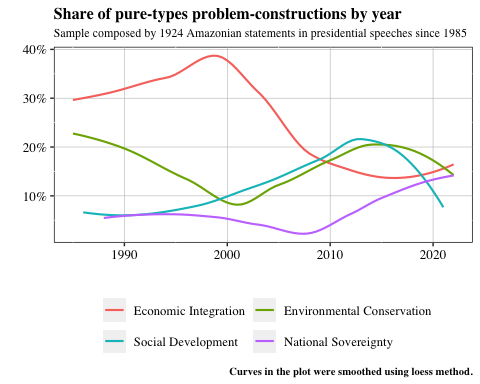 Share of pure-types problem-constructions by year
Sample composed by 1924 Amazonian statements in presidential speeches since 1985
40%
30%
20%
10%
1990 2000 2010 2020
Economic Integration Environmental Conservation
Social Development National Sovereignty
Curves in the plot were smoothed using loess method.